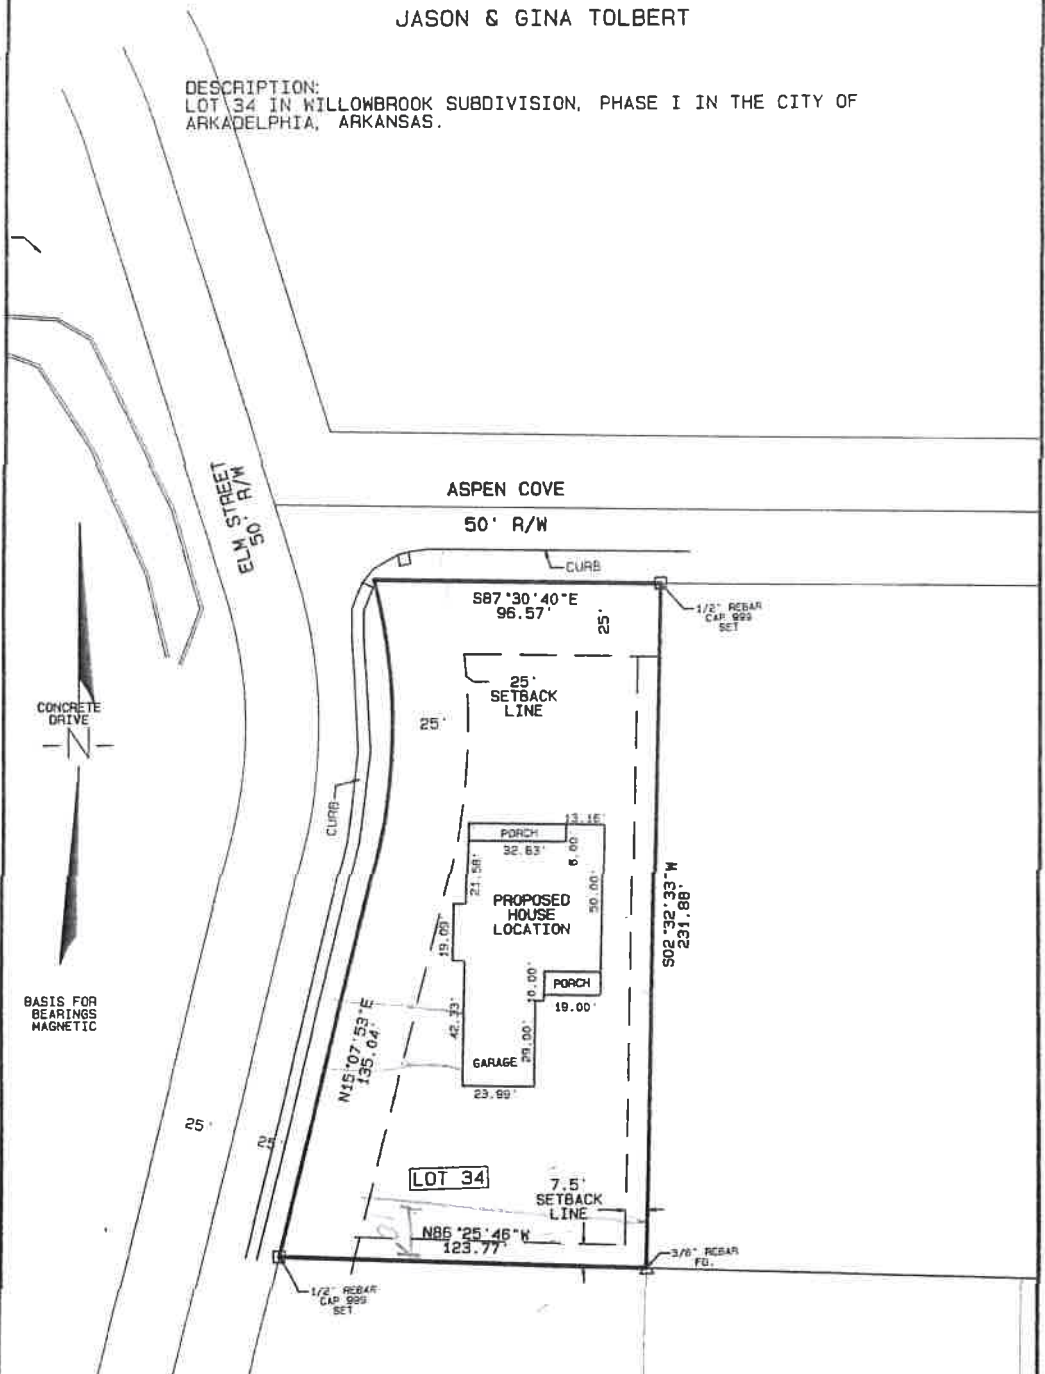 JASON & GINA TOLBERT
DESCRIPTION:
LOT 34 IN WILLOWBROOK SUBDIVISION, PHASE I IN THE CITY OF
ARKADELPHIA, ARKANSAS.
ELM STREET
50' R/W
ASPEN COVE
50' R/W
CURB
S87°30'40"E
96.57'
25'
1/2" REBAR
CAP 999
SET
25'
SETBACK
LINE
25'
CONCRETE
DRIVE
N
CURB
13.16'
PORCH
32.83'
6.00'
21.58'
50.00'
PROPOSED
HOUSE
LOCATION
19.09'
S02°32'33"W
231.88'
10.00'
PORCH
19.00'
BASIS FOR
BEARINGS
MAGNETIC
N15°07'53"E
135.04'
42.33'
29.00'
GARAGE
23.99'
25'
25'
LOT 34
7.5'
SETBACK
LINE
N86°25'46"W
123.77'
3/8" REBAR
FD.
1/2" REBAR
CAP 999
SET